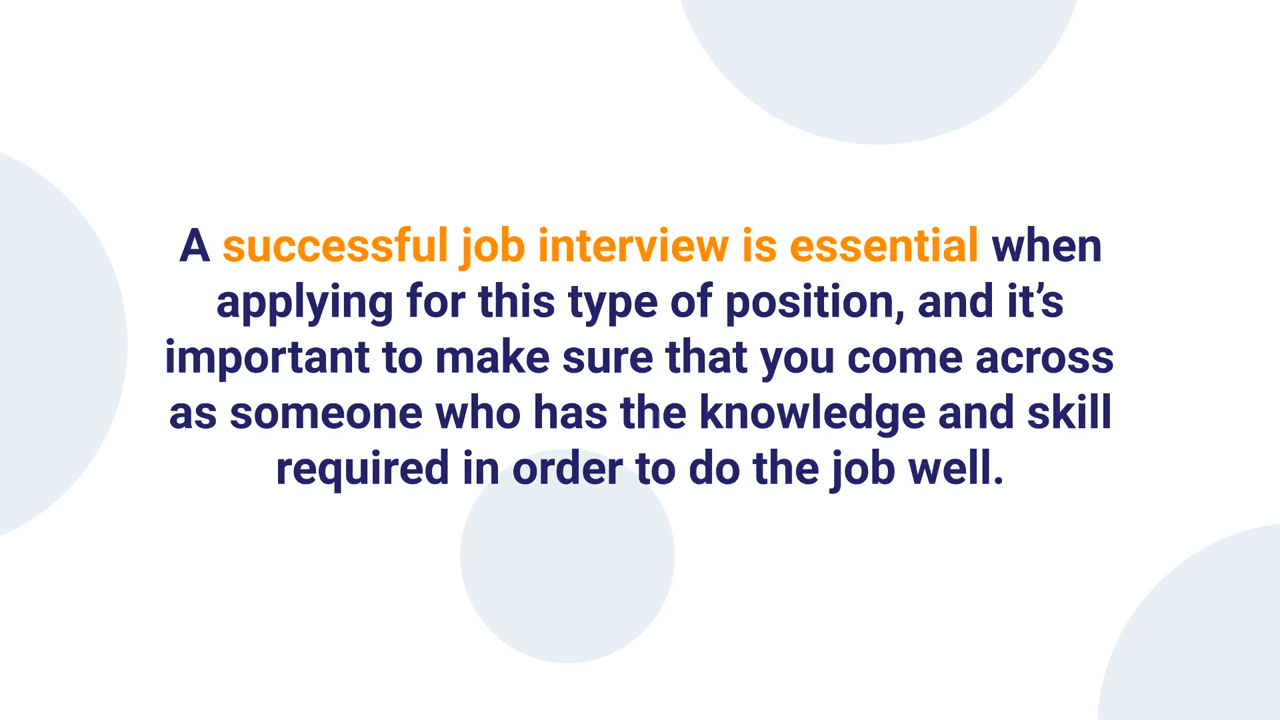 A successful job interview is essential when
applying for this type of position, and it’s
important to make sure that you come across
as someone who has the knowledge and skill
required in order to do the job well.